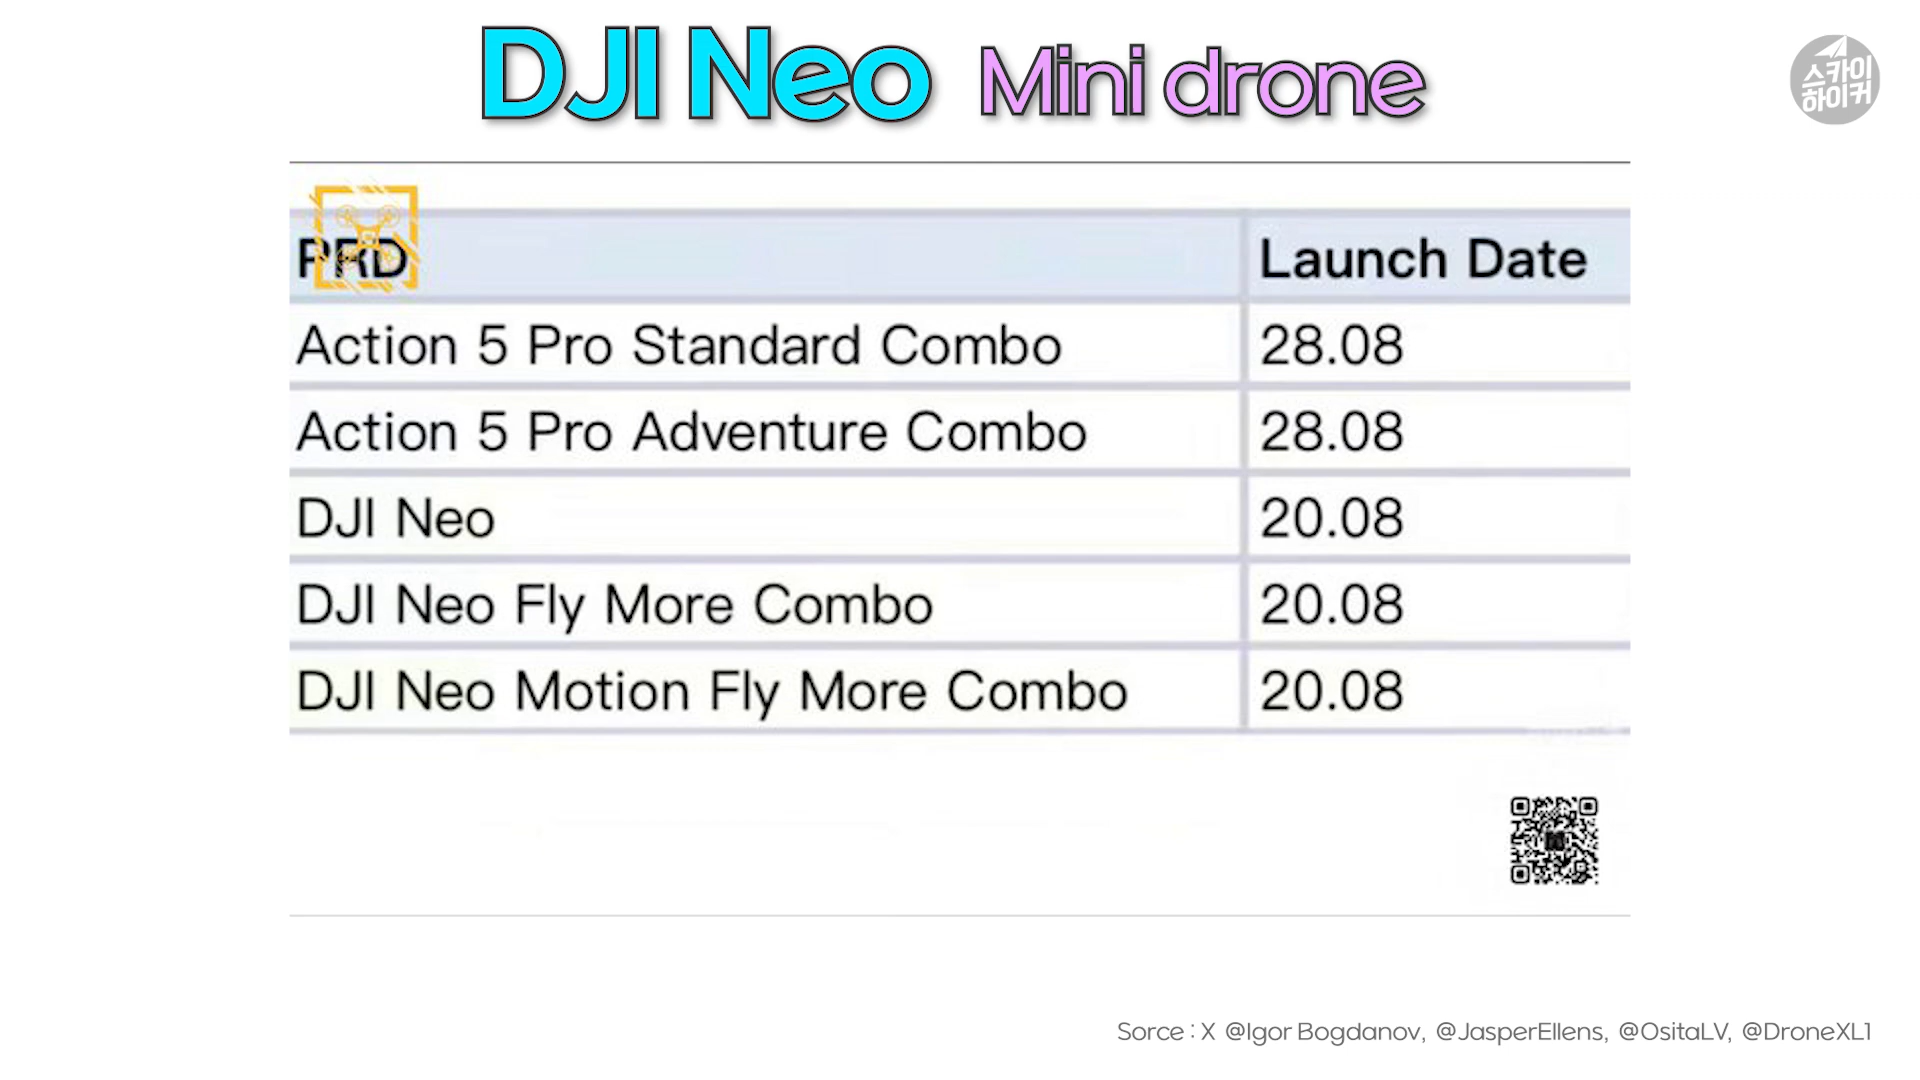 DJI Neo Mini drone
스카이
하이커
PRD Launch Date
Action 5 Pro Standard Combo 28.08
Action 5 Pro Adventure Combo 28.08
DJI Neo 20.08
DJI Neo Fly More Combo 20.08
DJI Neo Motion Fly More Combo 20.08
Sorce : X @Igor Bogdanov, @JasperEllens, @OsitaLV, @DroneXL1